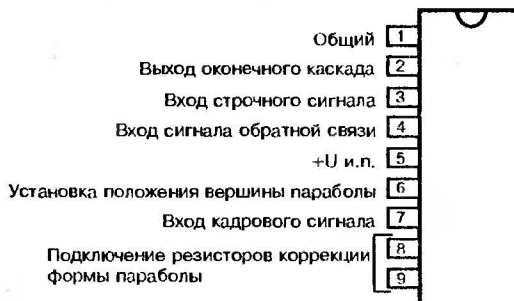 Общий 1
Выход оконечного каскада 2
Вход строчного сигнала 3
Вход сигнала обратной связи 4
+U и.п. 5
Установка положения вершины параболы 6
Вход кадрового сигнала 7
Подключение резисторов коррекции 8
формы параболы 9